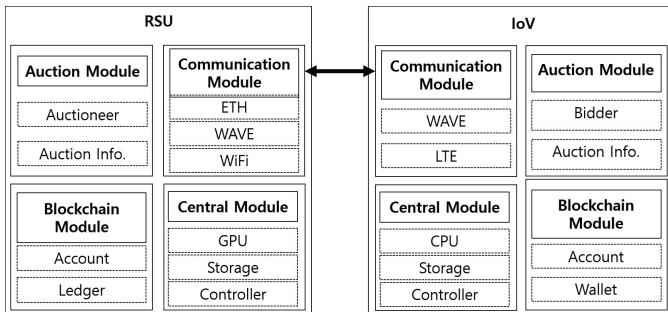 RSU
Auction Module
Auctioneer
Auction Info.
Communication
Module
ETH
WAVE
WiFi
Blockchain
Module
Account
Ledger
Central Module
GPU
Storage
Controller
IoV
Communication
Module
WAVE
LTE
Auction Module
Bidder
Auction Info.
Central Module
CPU
Storage
Controller
Blockchain
Module
Account
Wallet